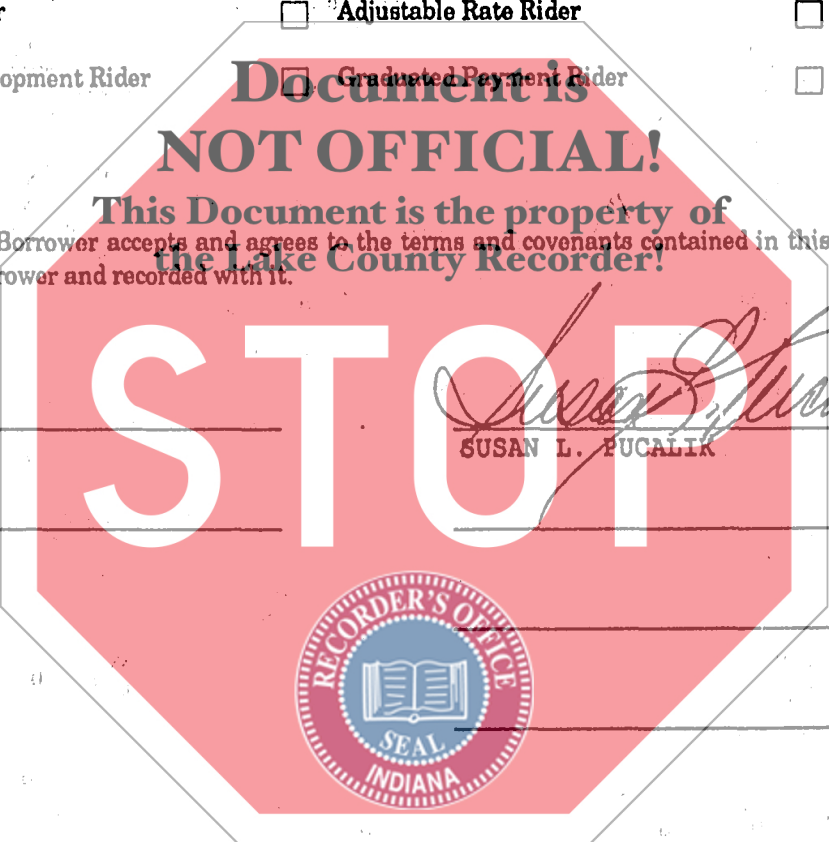 Adjustable Rate Rider
opment Rider
Graduated Payment Rider
Document is
NOT OFFICIAL!
This Document is the property of
the Lake County Recorder!
Borrower accepts and agrees to the terms and covenants contained in this
rower and recorded with it.
STOP
SUSAN L. PUCALIK
RECORDER'S OFFICE
SEAL
INDIANA